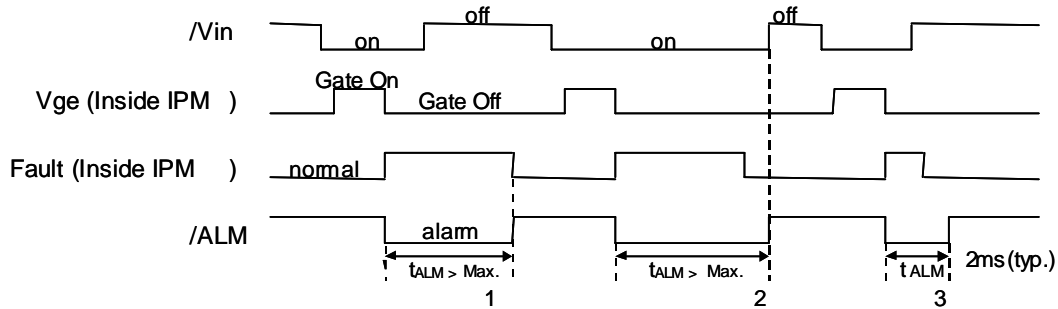 /Vin
off
on
off
on
Gate On
Vge (Inside IPM )
Gate Off
Fault (Inside IPM )
normal
/ALM
alarm
tALM > Max.
tALM > Max.
t ALM
2ms(typ.)
1
2
3